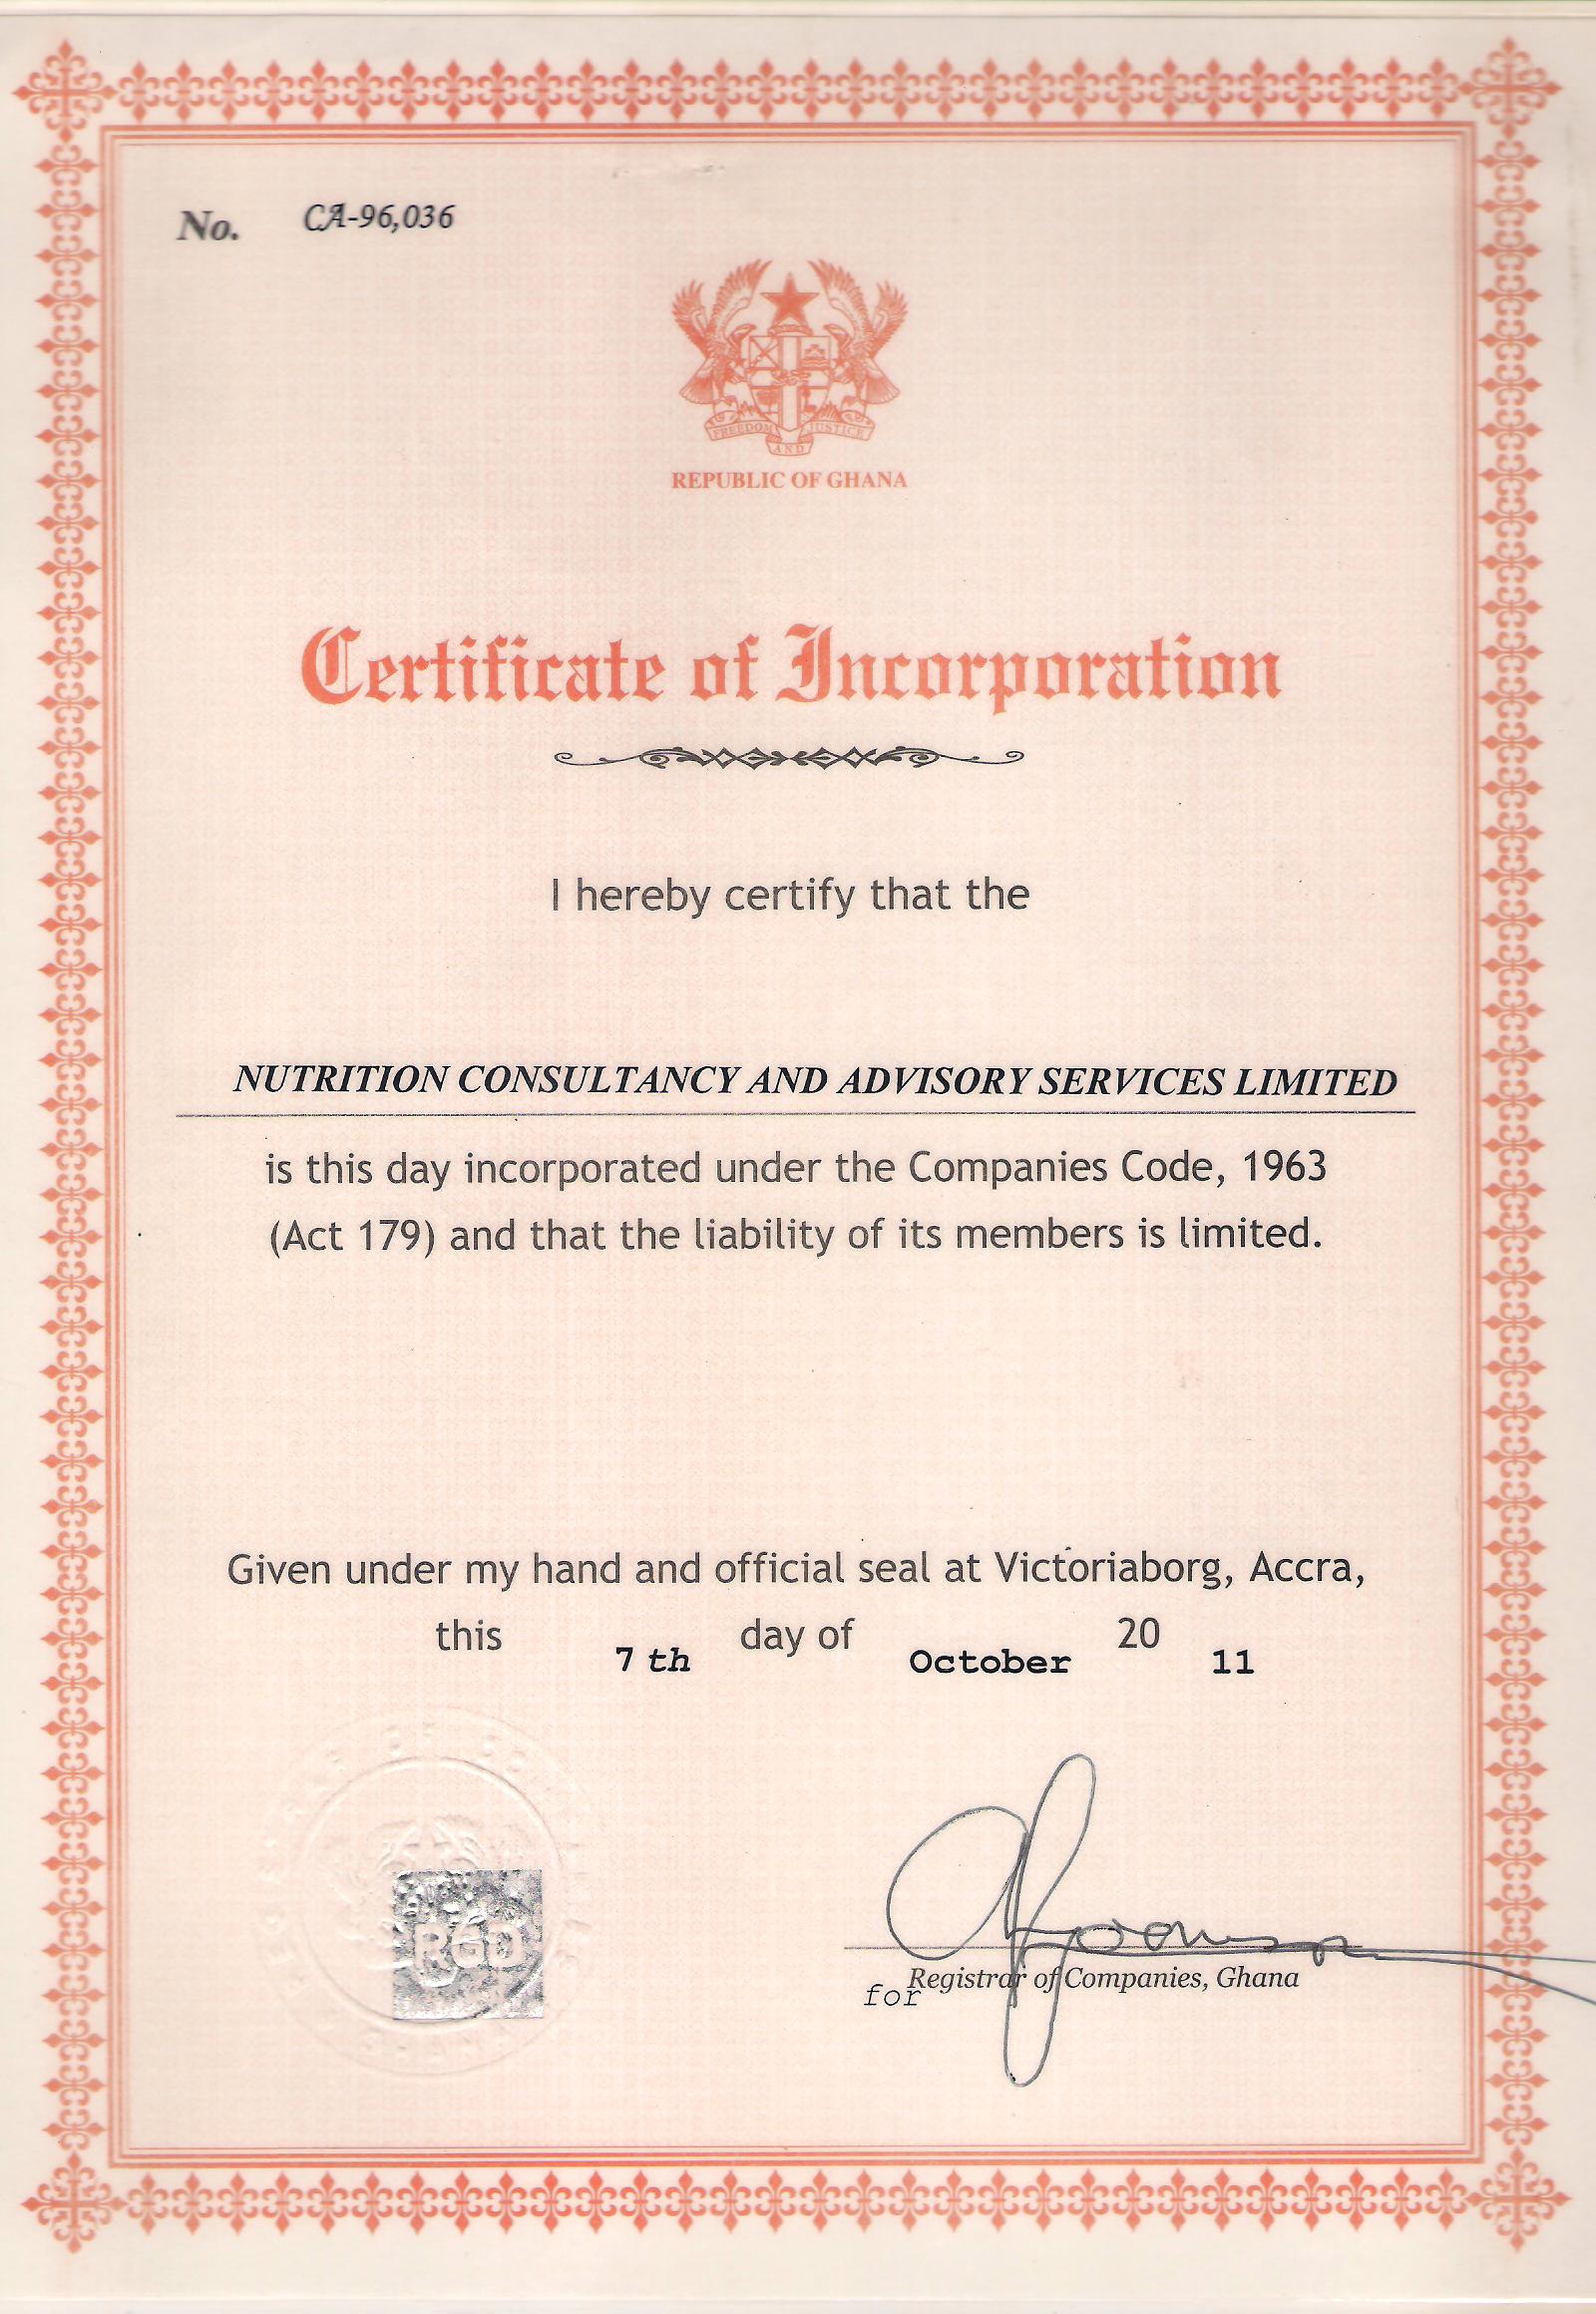 No. CA-96,036
FREEDOM AND JUSTICE
REPUBLIC OF GHANA
Certificate of Incorporation
I hereby certify that the
NUTRITION CONSULTANCY AND ADVISORY SERVICES LIMITED
is this day incorporated under the Companies Code, 1963
(Act 179) and that the liability of its members is limited.
Given under my hand and official seal at Victoriaborg, Accra,
this 7 th day of October 20 11
RGD
for Registrar of Companies, Ghana